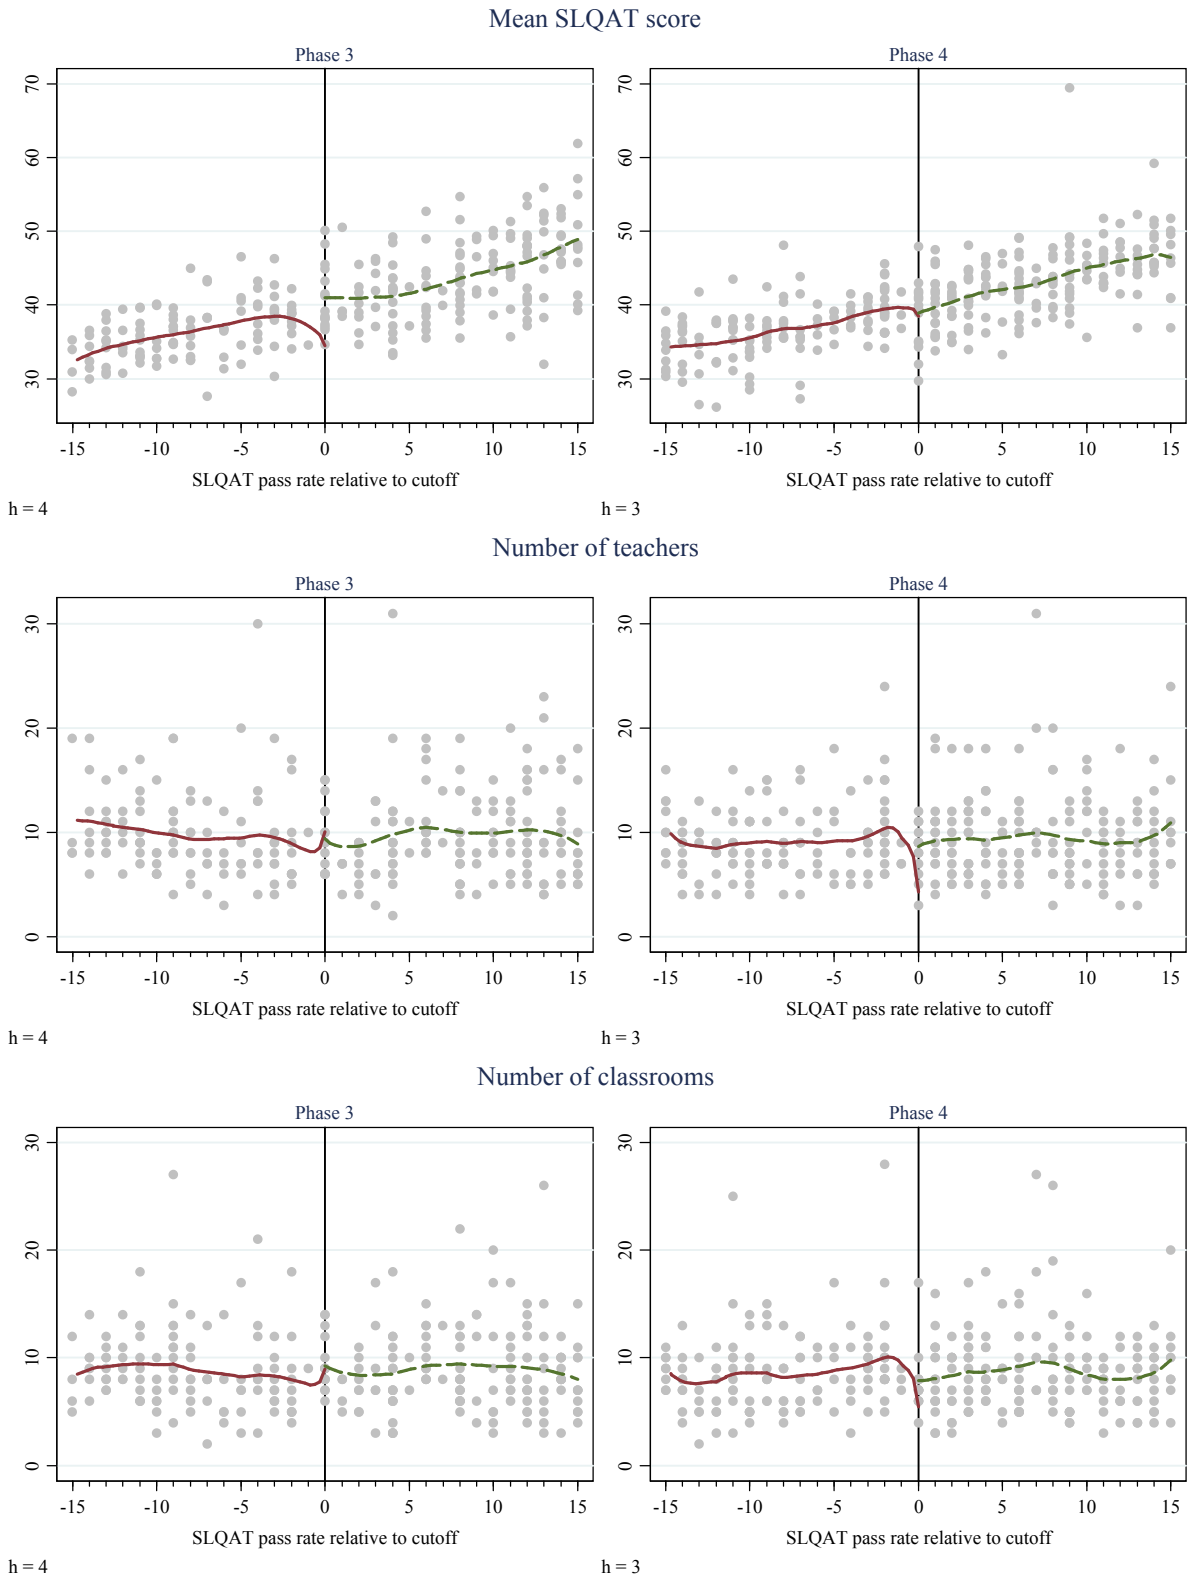 Mean SLQAT score
Phase 3
Phase 4
70
60
50
40
30
-15 -10 -5 0 5 10 15
SLQAT pass rate relative to cutoff
h = 4
70
60
50
40
30
-15 -10 -5 0 5 10 15
SLQAT pass rate relative to cutoff
h = 3
Number of teachers
Phase 3
Phase 4
30
20
10
0
-15 -10 -5 0 5 10 15
SLQAT pass rate relative to cutoff
h = 4
30
20
10
0
-15 -10 -5 0 5 10 15
SLQAT pass rate relative to cutoff
h = 3
Number of classrooms
Phase 3
Phase 4
30
20
10
0
-15 -10 -5 0 5 10 15
SLQAT pass rate relative to cutoff
h = 4
30
20
10
0
-15 -10 -5 0 5 10 15
SLQAT pass rate relative to cutoff
h = 3